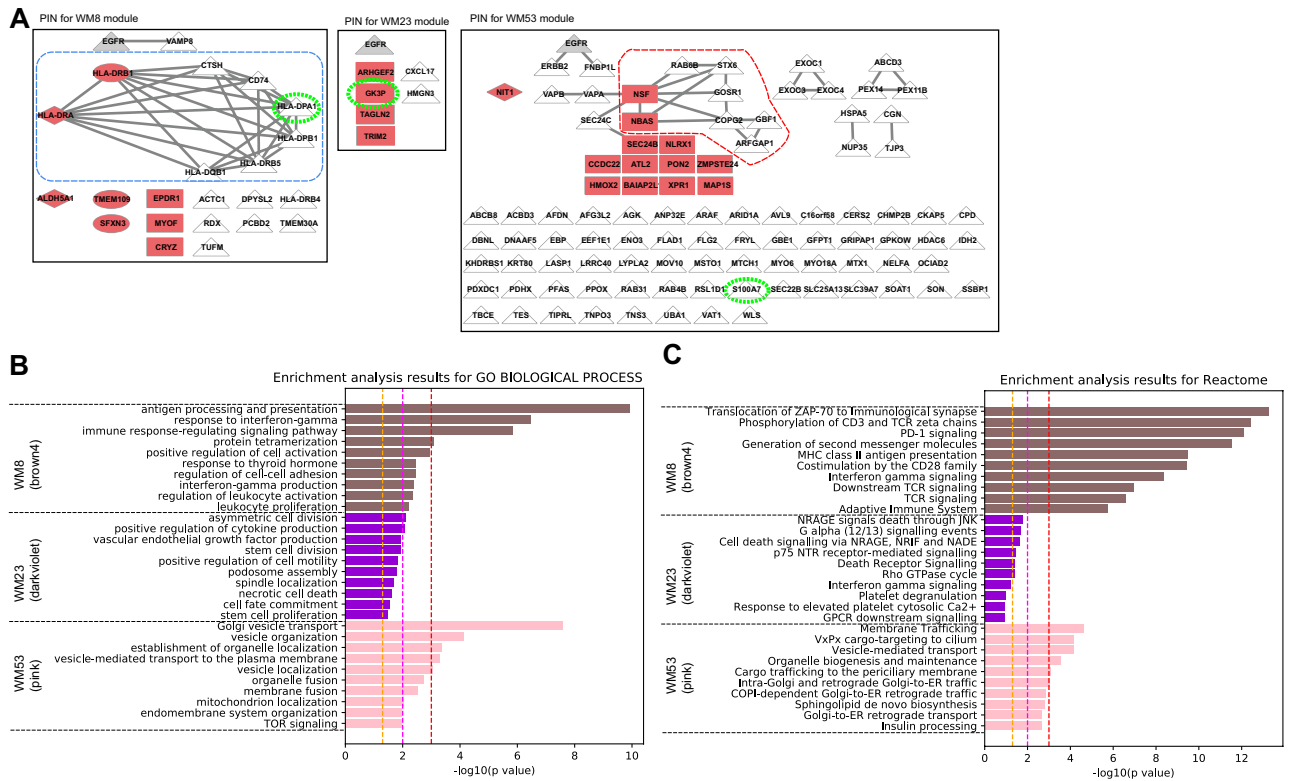 A
PIN for WM8 module
EGFR VAMP8
CTSH
HLA-DRB1
CD74
HLA-DRA
HLA-DPA1
HLA-DPB1
HLA-DRB5
HLA-DQB1
ALDH5A1 TMEM109 EPDR1 ACTC1 DPYSL2 HLA-DRB4
SFXN3 MYOF RDX PCBD2 TMEM30A
CRYZ TUFM
PIN for WM23 module
EGFR
ARHGEF2 CXCL17
GK3P HMGN3
TAGLN2
TRIM2
PIN for WM53 module
EGFR
ERBB2 FNBP1L
RAB6B STX6
EXOC1 ABCD3
NIT1 VAPB VAPA NSF GOSR1 EXOC3 EXOC4 PEX14 PEX11B
SEC24C NBAS COPG2 GBF1 HSPA5 CGN
ARFGAP1
SEC24B NLRX1 NUP35 TJP3
CCDC22 ATL2 PON2 ZMPSTE24
HMOX2 BAIAP2L XPR1 MAP1S
ABCB8 ACBD3 AFDN AFG3L2 AGK ANP32E ARAF ARID1A AVL9 C16orf58 CERS2 CHMP2B CKAP5 CPD
DBNL DNAAF5 EBP EEF1E1 ENO3 FLAD1 FLG2 FRYL GBE1 GFPT1 GRIPAP1 GPKOW HDAC6 IDH2
KHDRBS1 KRT80 LASP1 LRRC40 LYPLA2 MOV10 MSTO1 MTCH1 MYO6 MYO18A MTX1 NELFA OCIAD2
PDXDC1 PDHX PFAS PPOX RAB31 RAB4B RSL1D1 S100A7 SEC22B SLC25A13 SLC39A7 SOAT1 SON SSBP1
TBCE TES TIPRL TNPO3 TNS3 UBA1 VAT1 WLS
B
Enrichment analysis results for GO BIOLOGICAL PROCESS
WM8
(brown4)
antigen processing and presentation
response to interferon-gamma
immune response-regulating signaling pathway
protein tetramerization
positive regulation of cell activation
response to thyroid hormone
regulation of cell-cell adhesion
interferon-gamma production
regulation of leukocyte activation
leukocyte proliferation
WM23
(darkviolet)
asymmetric cell division
positive regulation of cytokine production
vascular endothelial growth factor production
stem cell division
positive regulation of cell motility
podosome assembly
spindle localization
necrotic cell death
cell fate commitment
stem cell proliferation
WM53
(pink)
Golgi vesicle transport
vesicle organization
establishment of organelle localization
vesicle-mediated transport to the plasma membrane
vesicle localization
organelle fusion
membrane fusion
mitochondrion localization
endomembrane system organization
TOR signaling
0 2 4 6 8 10
-log10(p value)
C
Enrichment analysis results for Reactome
WM8
(brown4)
Translocation of ZAP-70 to Immunological synapse
Phosphorylation of CD3 and TCR zeta chains
PD-1 signaling
Generation of second messenger molecules
MHC class II antigen presentation
Costimulation by the CD28 family
Interferon gamma signaling
Downstream TCR signaling
TCR signaling
Adaptive Immune System
WM23
(darkviolet)
NRAGE signals death through JNK
G alpha (12/13) signalling events
Cell death signalling via NRAGE, NRIF and NADE
p75 NTR receptor-mediated signalling
Death Receptor Signalling
Rho GTPase cycle
Interferon gamma signaling
Platelet degranulation
Response to elevated platelet cytosolic Ca2+
GPCR downstream signalling
WM53
(pink)
Membrane Trafficking
VxPx cargo-targeting to cilium
Vesicle-mediated transport
Organelle biogenesis and maintenance
Cargo trafficking to the periciliary membrane
Intra-Golgi and retrograde Golgi-to-ER traffic
COPI-dependent Golgi-to-ER retrograde traffic
Sphingolipid de novo biosynthesis
Golgi-to-ER retrograde transport
Insulin processing
0 2 4 6 8 10 12
-log10(p value)